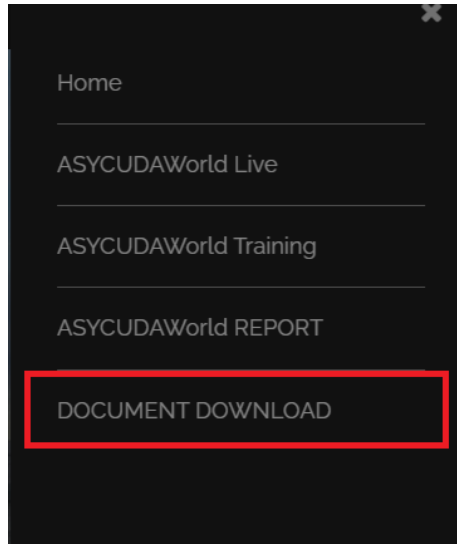 Home
ASYCUDAWorld Live
ASYCUDAWorld Training
ASYCUDAWorld REPORT
DOCUMENT DOWNLOAD